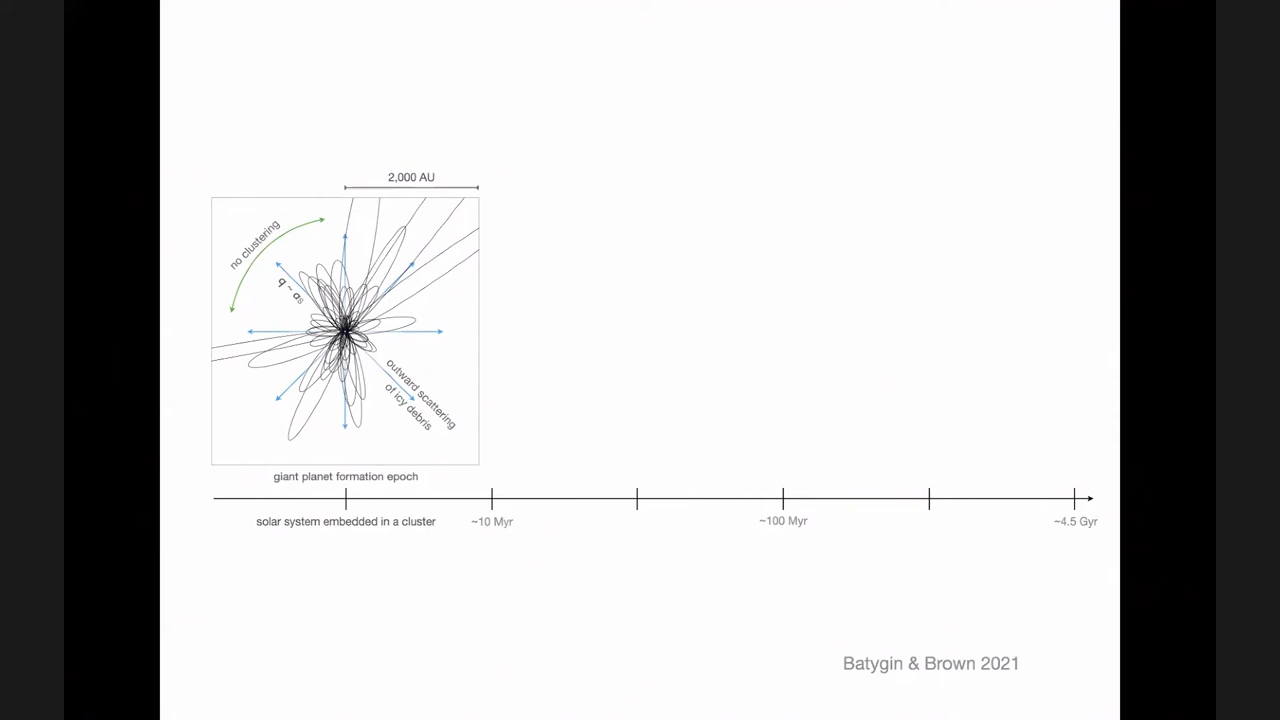 2,000 AU
no clustering
q ~ a₈
outward scattering
of icy debris
giant planet formation epoch
solar system embedded in a cluster
~10 Myr
~100 Myr
~4.5 Gyr
Batygin & Brown 2021